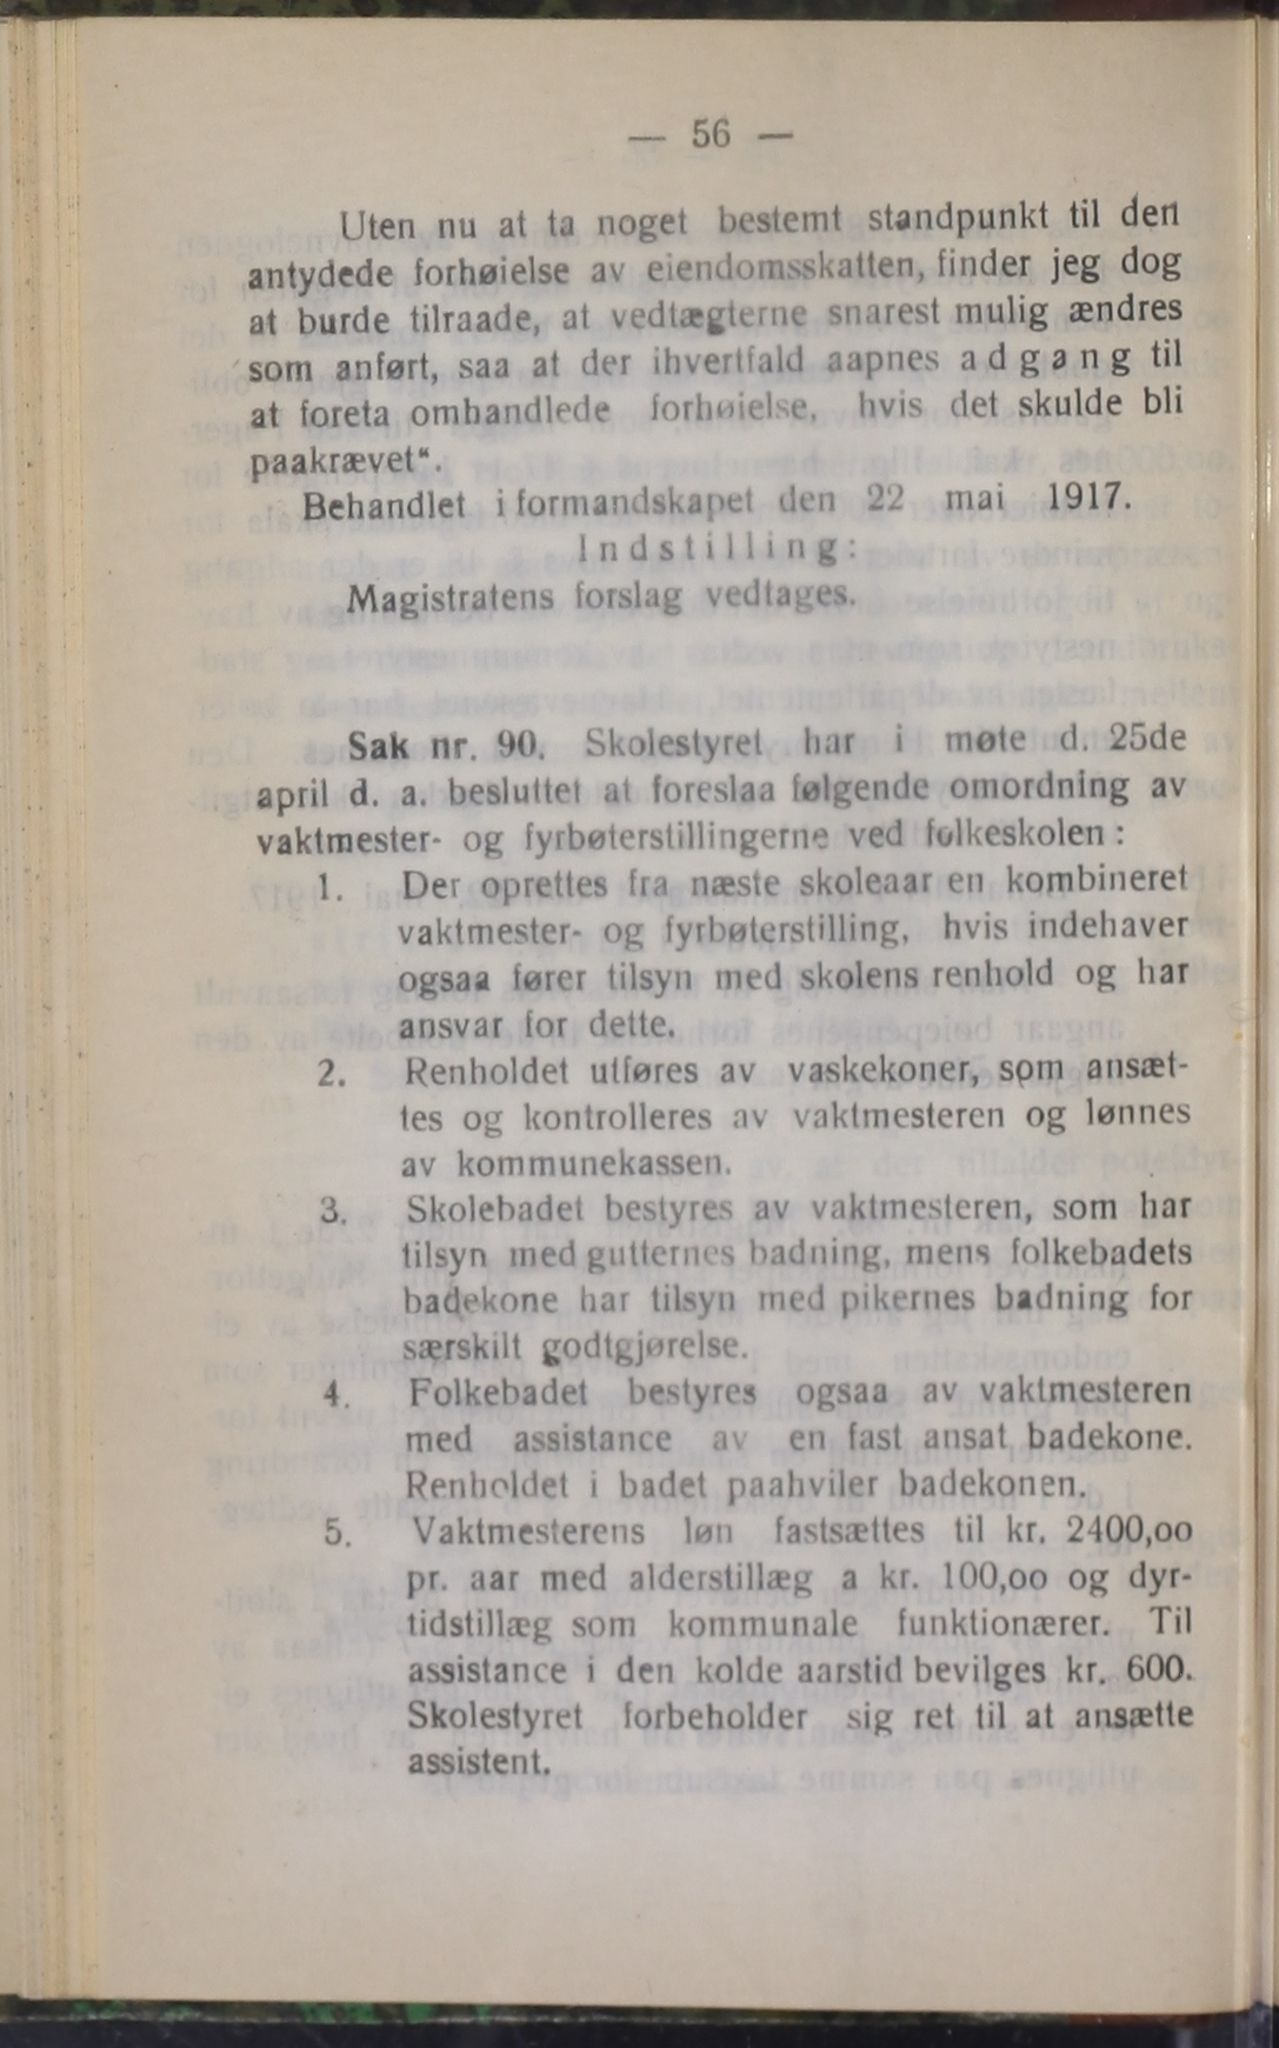 — 56 —
Uten nu at ta noget bestemt standpunkt til den
antydede forhøielse av eiendomsskatten, finder jeg dog
at burde tilraade, at vedtægterne snarest mulig ændres
som anført, saa at der ihvertfald aapnes adgang til
at foreta omhandlede forhøielse, hvis det skulde bli
paakrævet“.
Behandlet i formandskapet den 22 mai 1917.
Indstilling:
Magistratens forslag vedtages.
Sak nr. 90. Skolestyret har i møte d. 25de
april d. a. besluttet at foreslaa følgende omordning av
vaktmester- og fyrbøterstillingerne ved folkeskolen:
1. Der oprettes fra næste skoleaar en kombineret
vaktmester- og fyrbøterstilling, hvis indehaver
ogsaa fører tilsyn med skolens renhold og har
ansvar for dette.
2. Renholdet utføres av vaskekoner, som ansæt-
tes og kontrolleres av vaktmesteren og lønnes
av kommunekassen.
3. Skolebadet bestyres av vaktmesteren, som har
tilsyn med gutternes badning, mens folkebadets
badekone har tilsyn med pikernes badning for
særskilt godtgjørelse.
4. Folkebadet bestyres ogsaa av vaktmesteren
med assistance av en fast ansat badekone.
Renholdet i badet paahviler badekonen.
5. Vaktmesterens løn fastsættes til kr. 2400,oo
pr. aar med alderstillæg a kr. 100,oo og dyr-
tidstillæg som kommunale funktionærer. Til
assistance i den kolde aarstid bevilges kr. 600.
Skolestyret forbeholder sig ret til at ansætte
assistent.